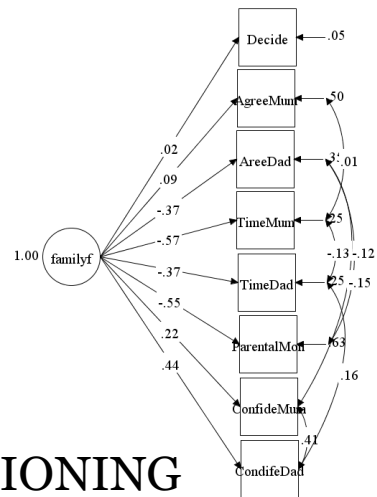 Decide
.05
AgreeMum
.50
.02
AreeDad
.01
.09
-.37
TimeMum
.25
-.57
1.00
familyf
-.13
-.12
-.37
TimeDad
.25
-.15
-.55
ParentalMon
.63
.22
.16
.44
ConfideMum
.41
IONING
CondifeDad